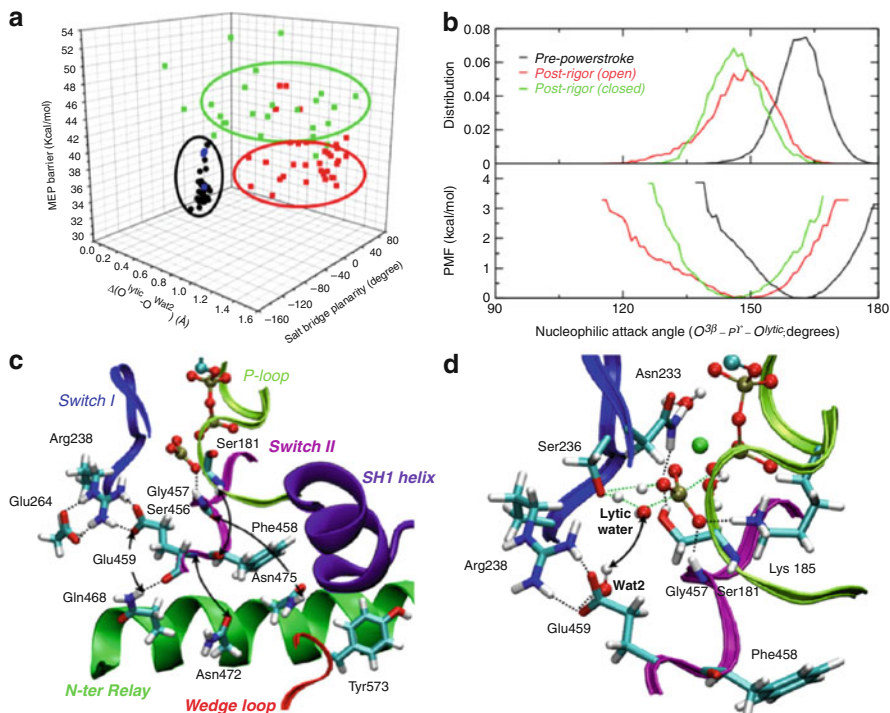 a
54
52
50
48
46
44
42
40
38
36
34
32
30
MEP barrier (Kcal/mol)
0.0
0.2
0.4
0.6
0.8
1.0
1.2
1.4
1.6
Δ(O^lytic -O^Wat2) (Å)
−160
−120
−80
−40
0
40
80
Salt bridge planarity (degree)
b
0.08
0.06
0.04
0.02
0
Distribution
Pre-powerstroke
Post-rigor (open)
Post-rigor (closed)
4
3
2
1
0
PMF (kcal/mol)
90 120 150 180
Nucleophilic attack angle (O^3β – P^γ – O^lytic;degrees)
c
P-loop
Switch I
Arg238
Ser181
Switch II
Glu264
Gly457
Ser456
SH1 helix
Phe458
Glu459
Asn475
Gln468
Asn472
Tyr573
N-ter Relay
Wedge loop
d
Asn233
Ser236
Lytic
water
Arg238
Lys 185
Wat2
Gly457
Ser181
Glu459
Phe458